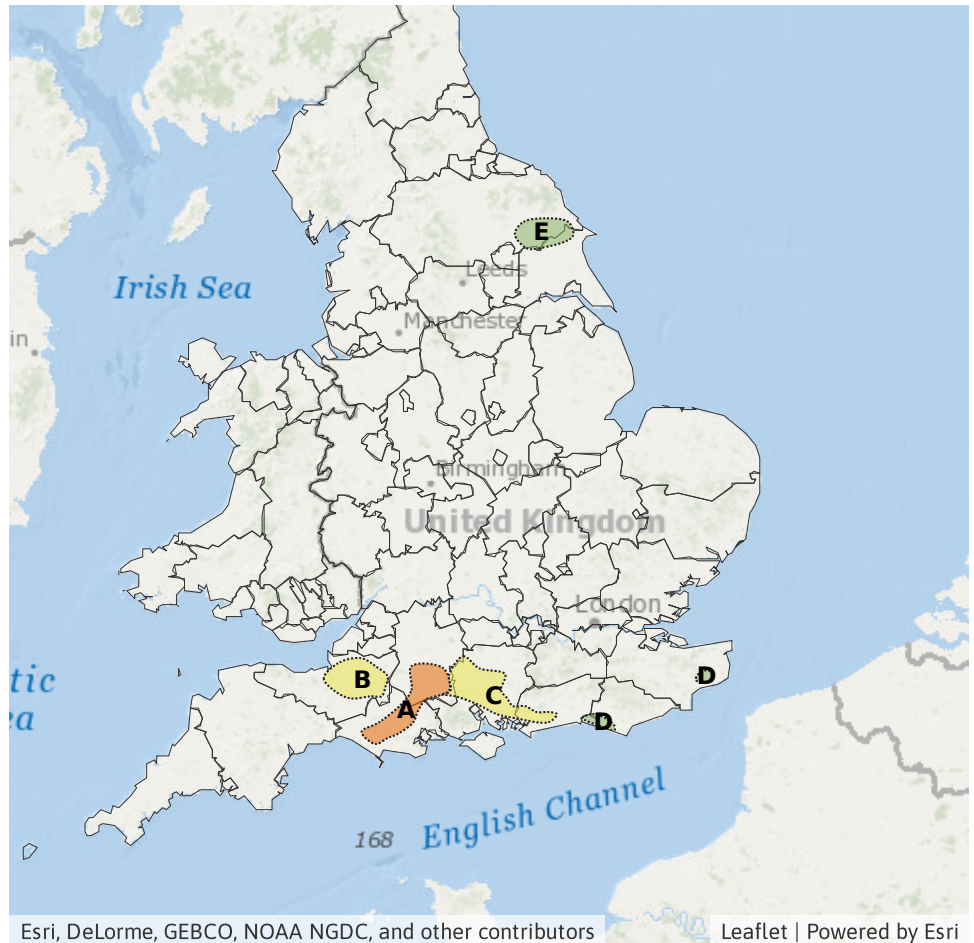 E
Leeds
Irish Sea
Manchester
in
Birmingham
United Kingdom
London
tic
ea
B
C
A
D
D
English Channel
168
Esri, DeLorme, GEBCO, NOAA NGDC, and other contributors
Leaflet | Powered by Esri